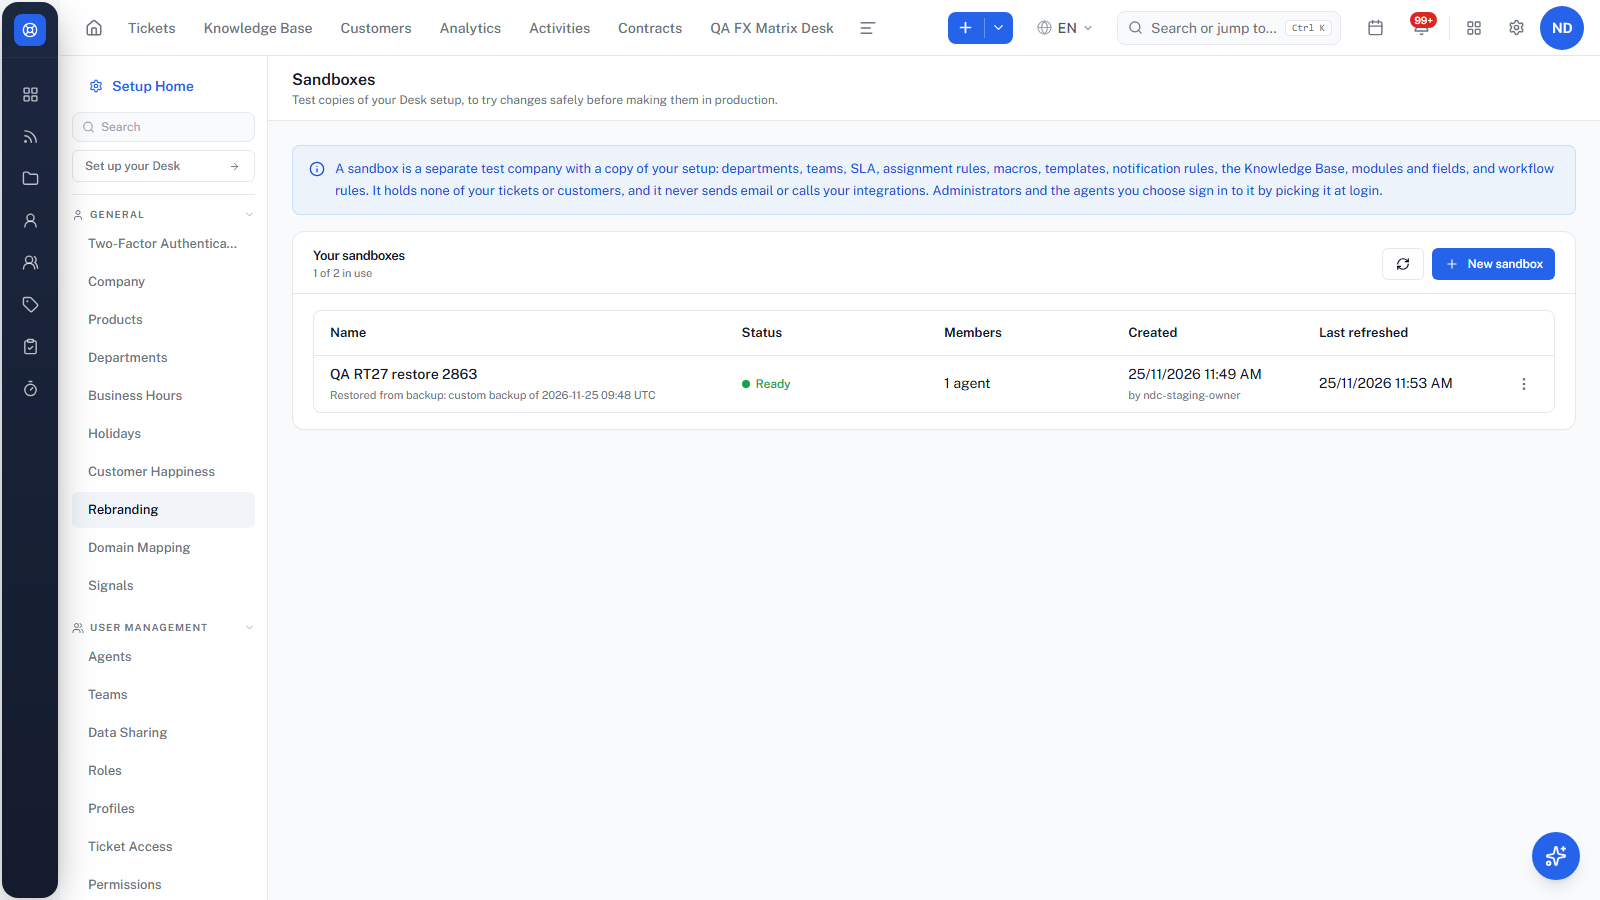 Tickets
Knowledge Base
Customers
Analytics
Activities
Contracts
QA FX Matrix Desk
EN
Search or jump to...
Ctrl K
99+
ND
Setup Home
Search
Set up your Desk
GENERAL
Two-Factor Authentica...
Company
Products
Departments
Business Hours
Holidays
Customer Happiness
Rebranding
Domain Mapping
Signals
USER MANAGEMENT
Agents
Teams
Data Sharing
Roles
Profiles
Ticket Access
Permissions
Sandboxes
Test copies of your Desk setup, to try changes safely before making them in production.
A sandbox is a separate test company with a copy of your setup: departments, teams, SLA, assignment rules, macros, templates, notification rules, the Knowledge Base, modules and fields, and workflow
rules. It holds none of your tickets or customers, and it never sends email or calls your integrations. Administrators and the agents you choose sign in to it by picking it at login.
Your sandboxes
1 of 2 in use
New sandbox
Name
Status
Members
Created
Last refreshed
QA RT27 restore 2863
Restored from backup: custom backup of 2026-11-25 09:48 UTC
Ready
1 agent
25/11/2026 11:49 AM
by ndc-staging-owner
25/11/2026 11:53 AM